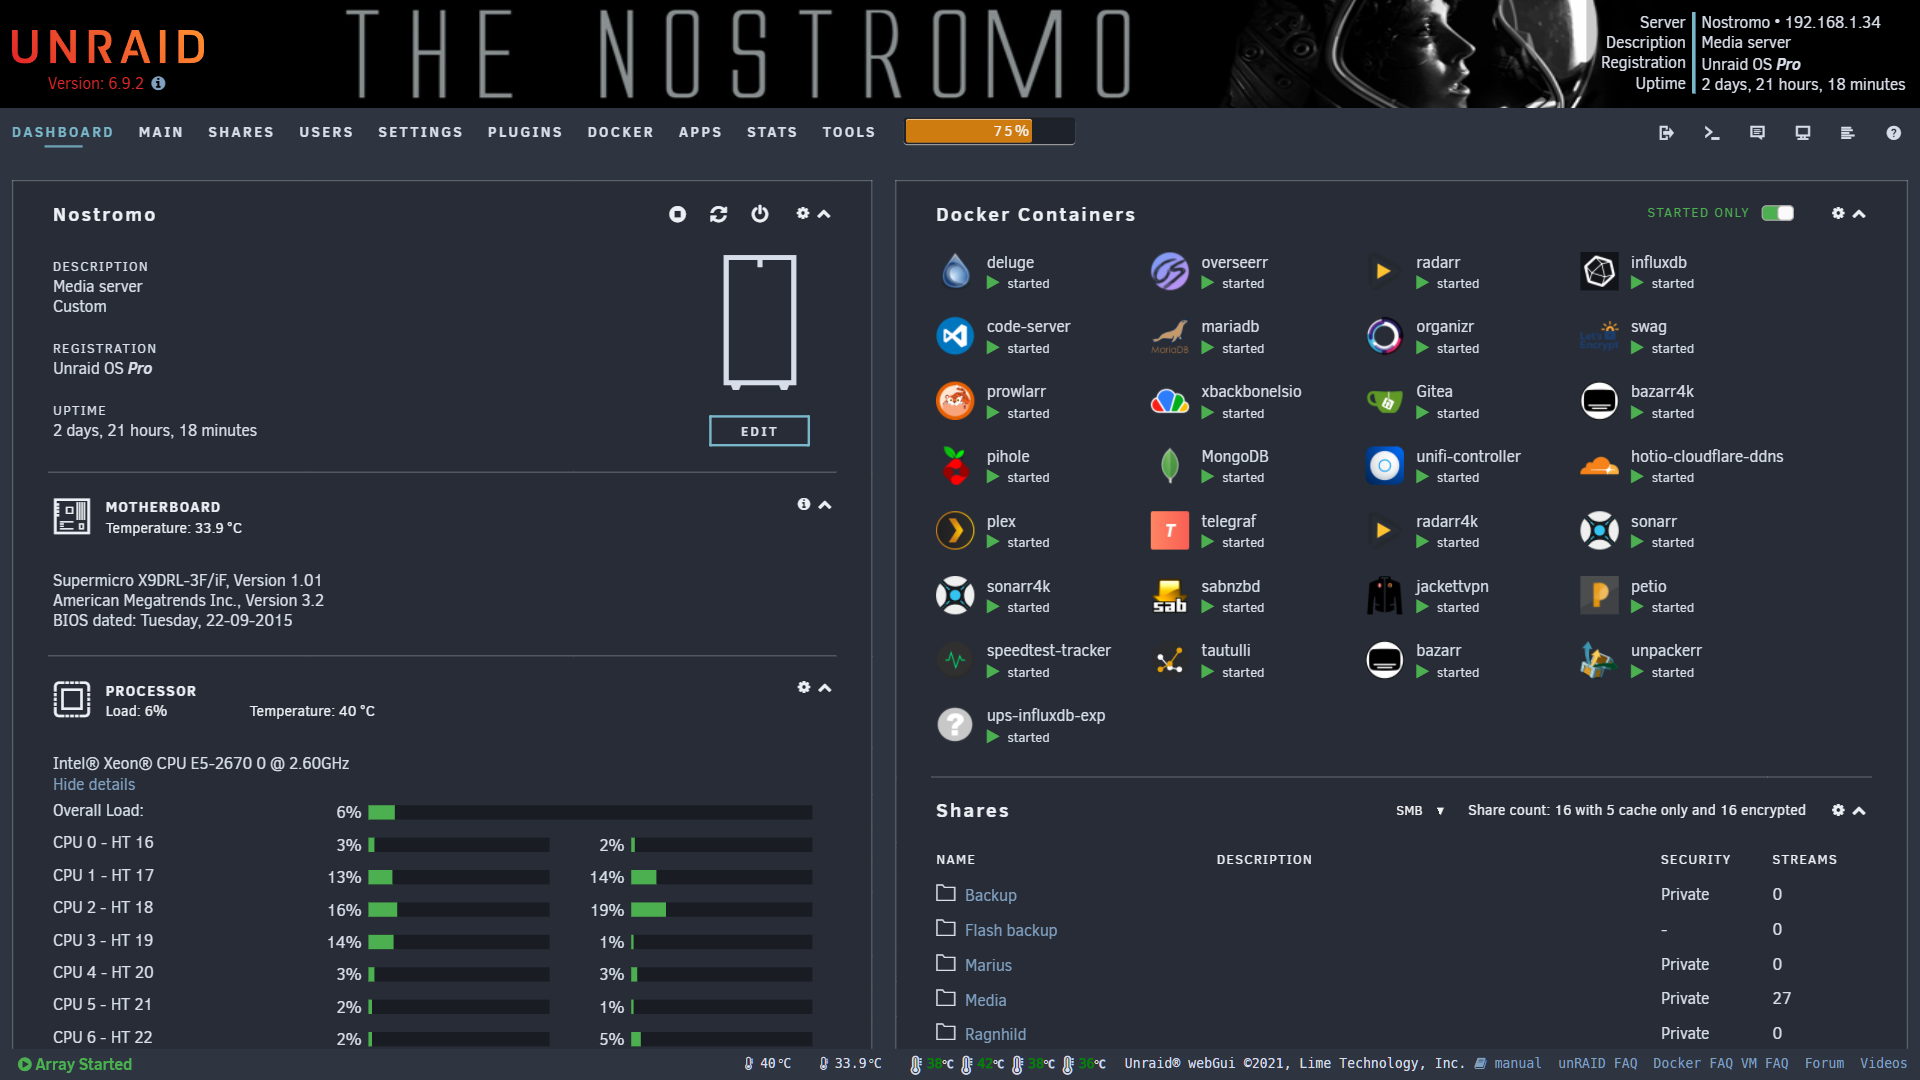 UNRAID
Version: 6.9.2
THE NOSTROMO
Server Nostromo • 192.168.1.34
Description Media server
Registration Unraid OS Pro
Uptime 2 days, 21 hours, 18 minutes
DASHBOARD MAIN SHARES USERS SETTINGS PLUGINS DOCKER APPS STATS TOOLS 75%
Nostromo
DESCRIPTION
Media server
Custom
REGISTRATION
Unraid OS Pro
UPTIME
2 days, 21 hours, 18 minutes
EDIT
MOTHERBOARD
Temperature: 33.9 °C
Supermicro X9DRL-3F/iF, Version 1.01
American Megatrends Inc., Version 3.2
BIOS dated: Tuesday, 22-09-2015
PROCESSOR
Load: 6% Temperature: 40 °C
Intel® Xeon® CPU E5-2670 0 @ 2.60GHz
Hide details
Overall Load: 6%
CPU 0 - HT 16 3% 2%
CPU 1 - HT 17 13% 14%
CPU 2 - HT 18 16% 19%
CPU 3 - HT 19 14% 1%
CPU 4 - HT 20 3% 3%
CPU 5 - HT 21 2% 1%
CPU 6 - HT 22 2% 5%
Docker Containers STARTED ONLY
deluge overseerr radarr influxdb
started started started started
code-server mariadb organizr swag
started started started started
MariaDB Let's Encrypt
prowlarr xbackbonelsio Gitea bazarr4k
started started started started
pihole MongoDB unifi-controller hotio-cloudflare-ddns
started started started started
plex telegraf radarr4k sonarr
T
started started started started
sonarr4k sabnzbd jackettvpn petio
sab P
started started started started
speedtest-tracker tautulli bazarr unpackerr
started started started started
ups-influxdb-exp
?
started
Shares SMB Share count: 16 with 5 cache only and 16 encrypted
NAME DESCRIPTION SECURITY STREAMS
Backup Private 0
Flash backup - 0
Marius Private 0
Media Private 27
Ragnhild Private 0
Array Started 40°C 33.9°C 38°C 42°C 38°C 36°C Unraid® webGui ©2021, Lime Technology, Inc. manual unRAID FAQ Docker FAQ VM FAQ Forum Videos